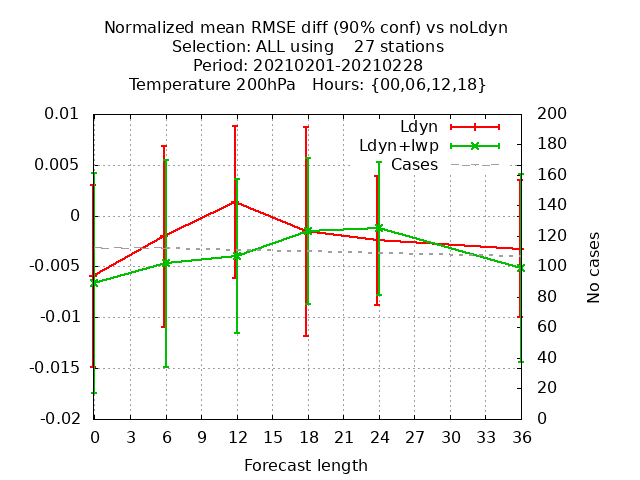 Normalized mean RMSE diff (90% conf) vs noLdyn
Selection: ALL using 27 stations
Period: 20210201-20210228
Temperature 200hPa Hours: {00,06,12,18}
0.01
0.005
0
-0.005
-0.01
-0.015
-0.02
200
180
160
140
120
100
80
60
40
20
0
Ldyn
Ldyn+lwp
Cases
No cases
0 3 6 9 12 15 18 21 24 27 30 33 36
Forecast length